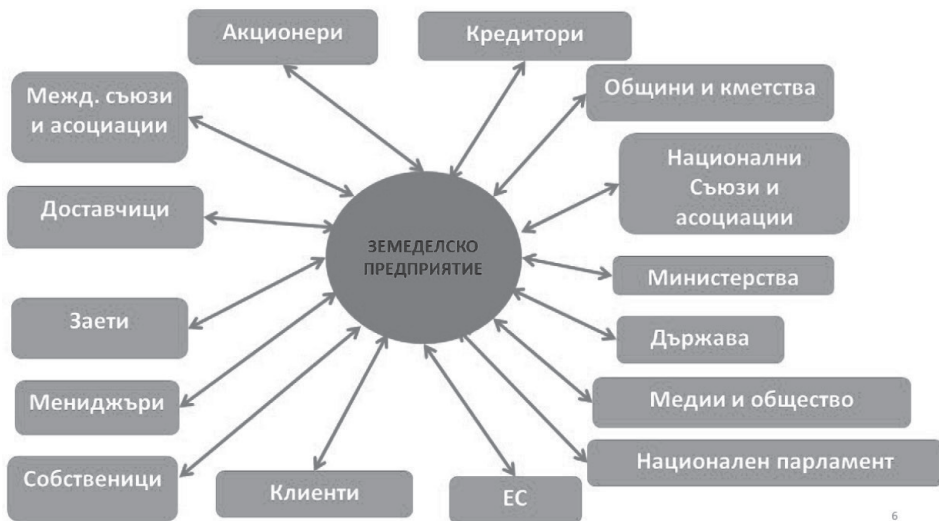 Акционери
Кредитори
Межд. съюзи
и асоциации
Общини и кметства
Национални
Съюзи и
асоциации
Доставчици
ЗЕМЕДЕЛСКО
ПРЕДПРИЯТИЕ
Министерства
Заети
Държава
Мениджъри
Медии и общество
Собственици
Клиенти
ЕС
Национален парламент
6